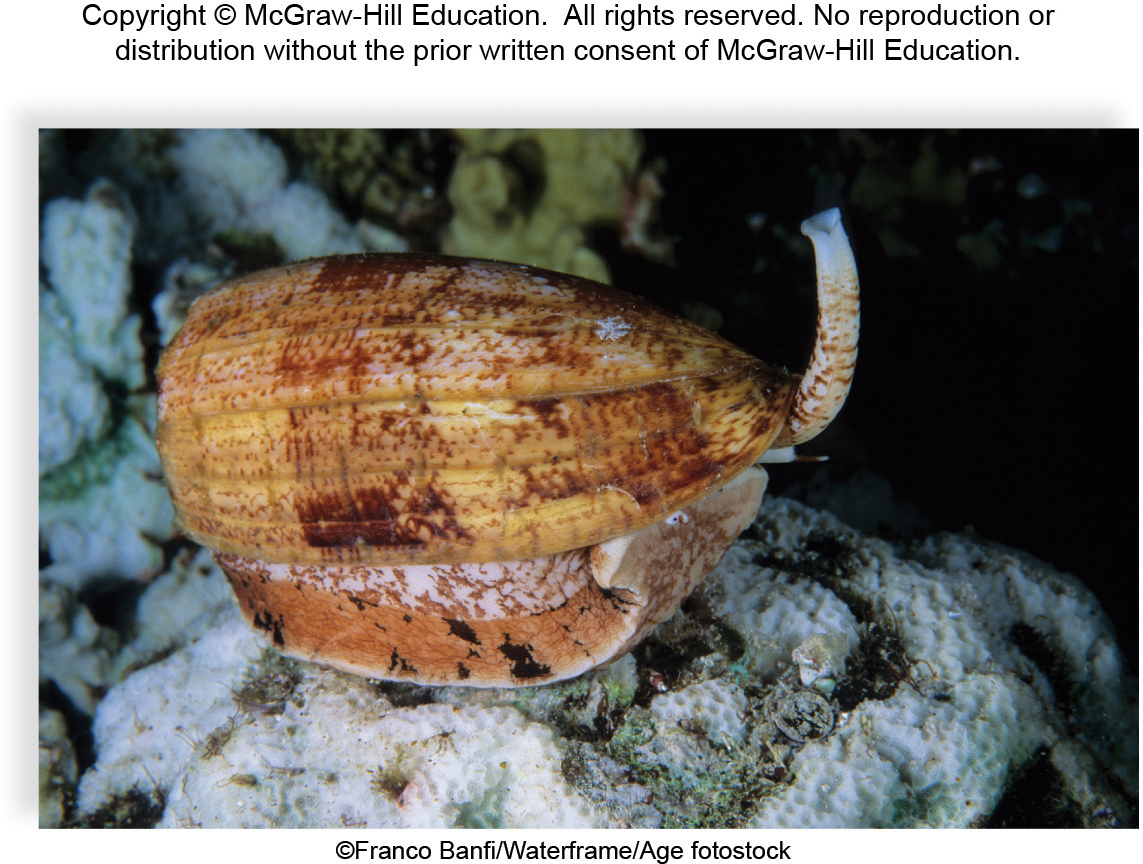 Copyright © McGraw-Hill Education. All rights reserved. No reproduction or
distribution without the prior written consent of McGraw-Hill Education.
©Franco Banfi/Waterframe/Age fotostock